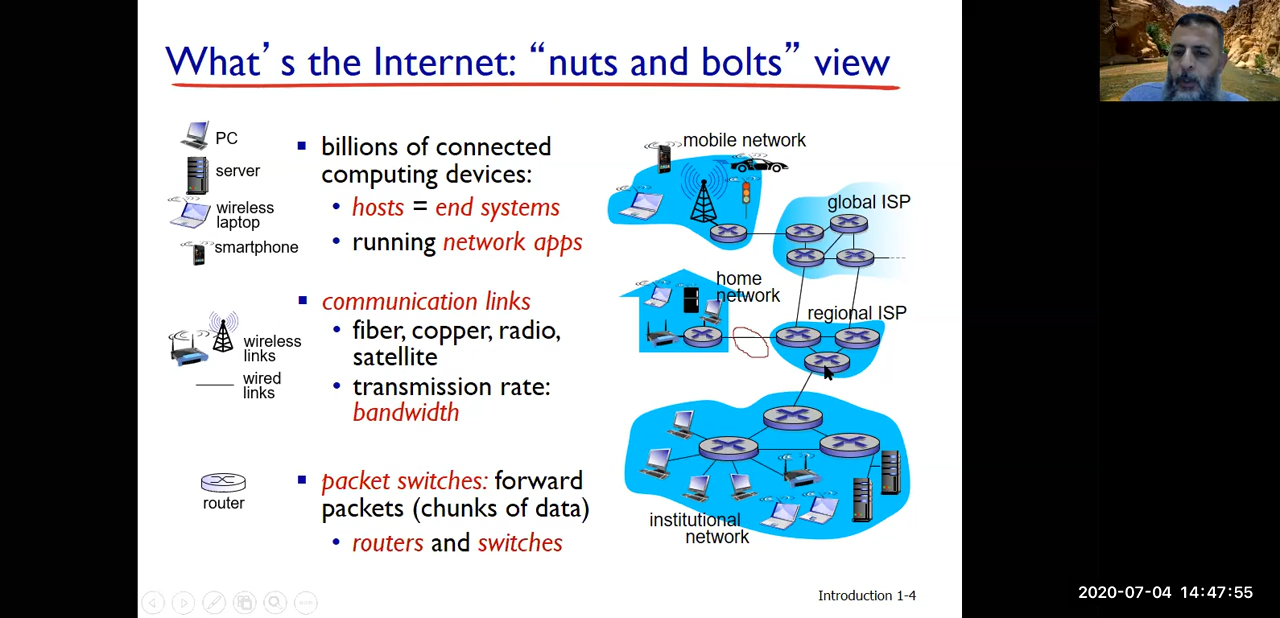 What's the Internet: “nuts and bolts” view
PC
server
wireless
laptop
smartphone
wireless
links
wired
links
router
▪ billions of connected
computing devices:
• hosts = end systems
• running network apps
▪ communication links
• fiber, copper, radio,
satellite
• transmission rate:
bandwidth
▪ packet switches: forward
packets (chunks of data)
• routers and switches
mobile network
global ISP
home
network
regional ISP
institutional
network
Introduction 1-4
2020-07-04 14:47:55